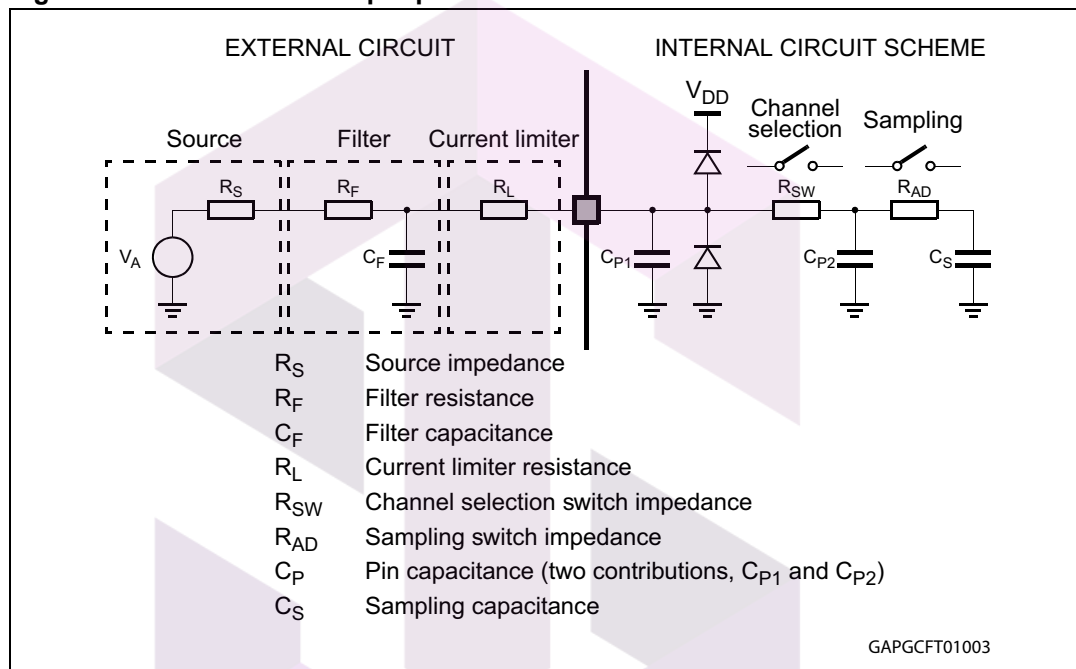 EXTERNAL CIRCUIT
INTERNAL CIRCUIT SCHEME
VDD
Channel
selection
Sampling
Source
Filter
Current limiter
RS
RF
RL
RSW
RAD
VA
CF
CP1
CP2
CS
RS Source impedance
RF Filter resistance
CF Filter capacitance
RL Current limiter resistance
RSW Channel selection switch impedance
RAD Sampling switch impedance
CP Pin capacitance (two contributions, CP1 and CP2)
CS Sampling capacitance
GAPGCFT01003